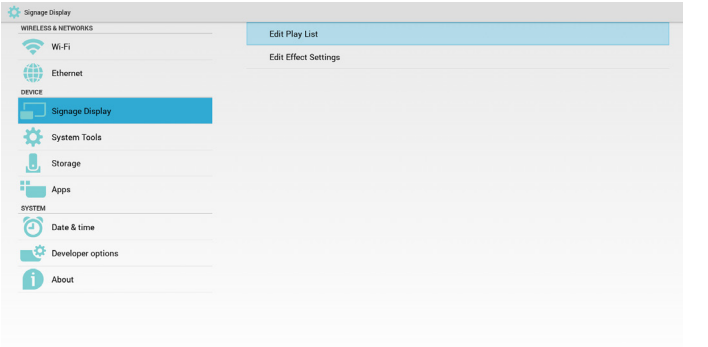 Signage Display
WIRELESS & NETWORKS
Wi-Fi
Ethernet
DEVICE
Signage Display
System Tools
Storage
Apps
SYSTEM
Date & time
Developer options
About
Edit Play List
Edit Effect Settings